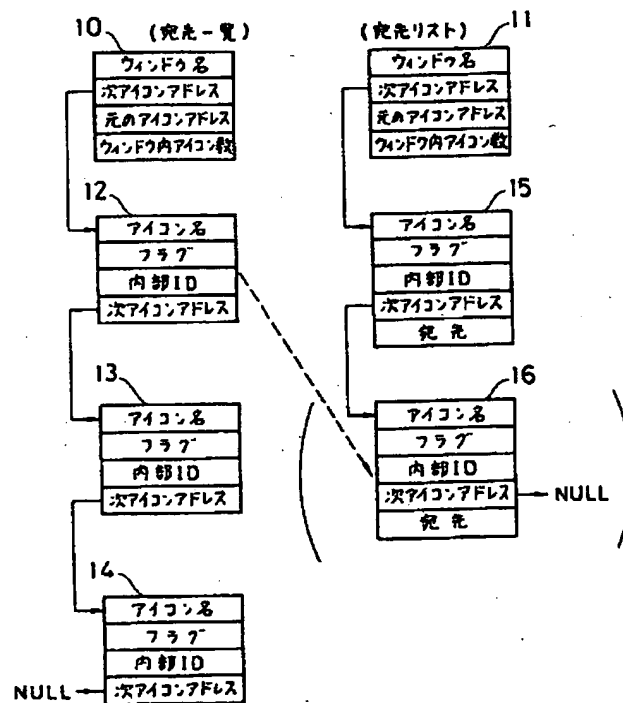 10
(宛先一覧)
ウィンドウ名
次アイコンアドレス
元のアイコンアドレス
ウィンドウ内アイコン数
12
アイコン名
フラグ
内部ID
次アイコンアドレス
13
アイコン名
フラグ
内部ID
次アイコンアドレス
14
アイコン名
フラグ
内部ID
NULL
次アイコンアドレス
(宛先リスト)
11
ウィンドウ名
次アイコンアドレス
元のアイコンアドレス
ウィンドウ内アイコン数
15
アイコン名
フラグ
内部ID
次アイコンアドレス
宛先
16
アイコン名
フラグ
内部ID
次アイコンアドレス
NULL
宛先